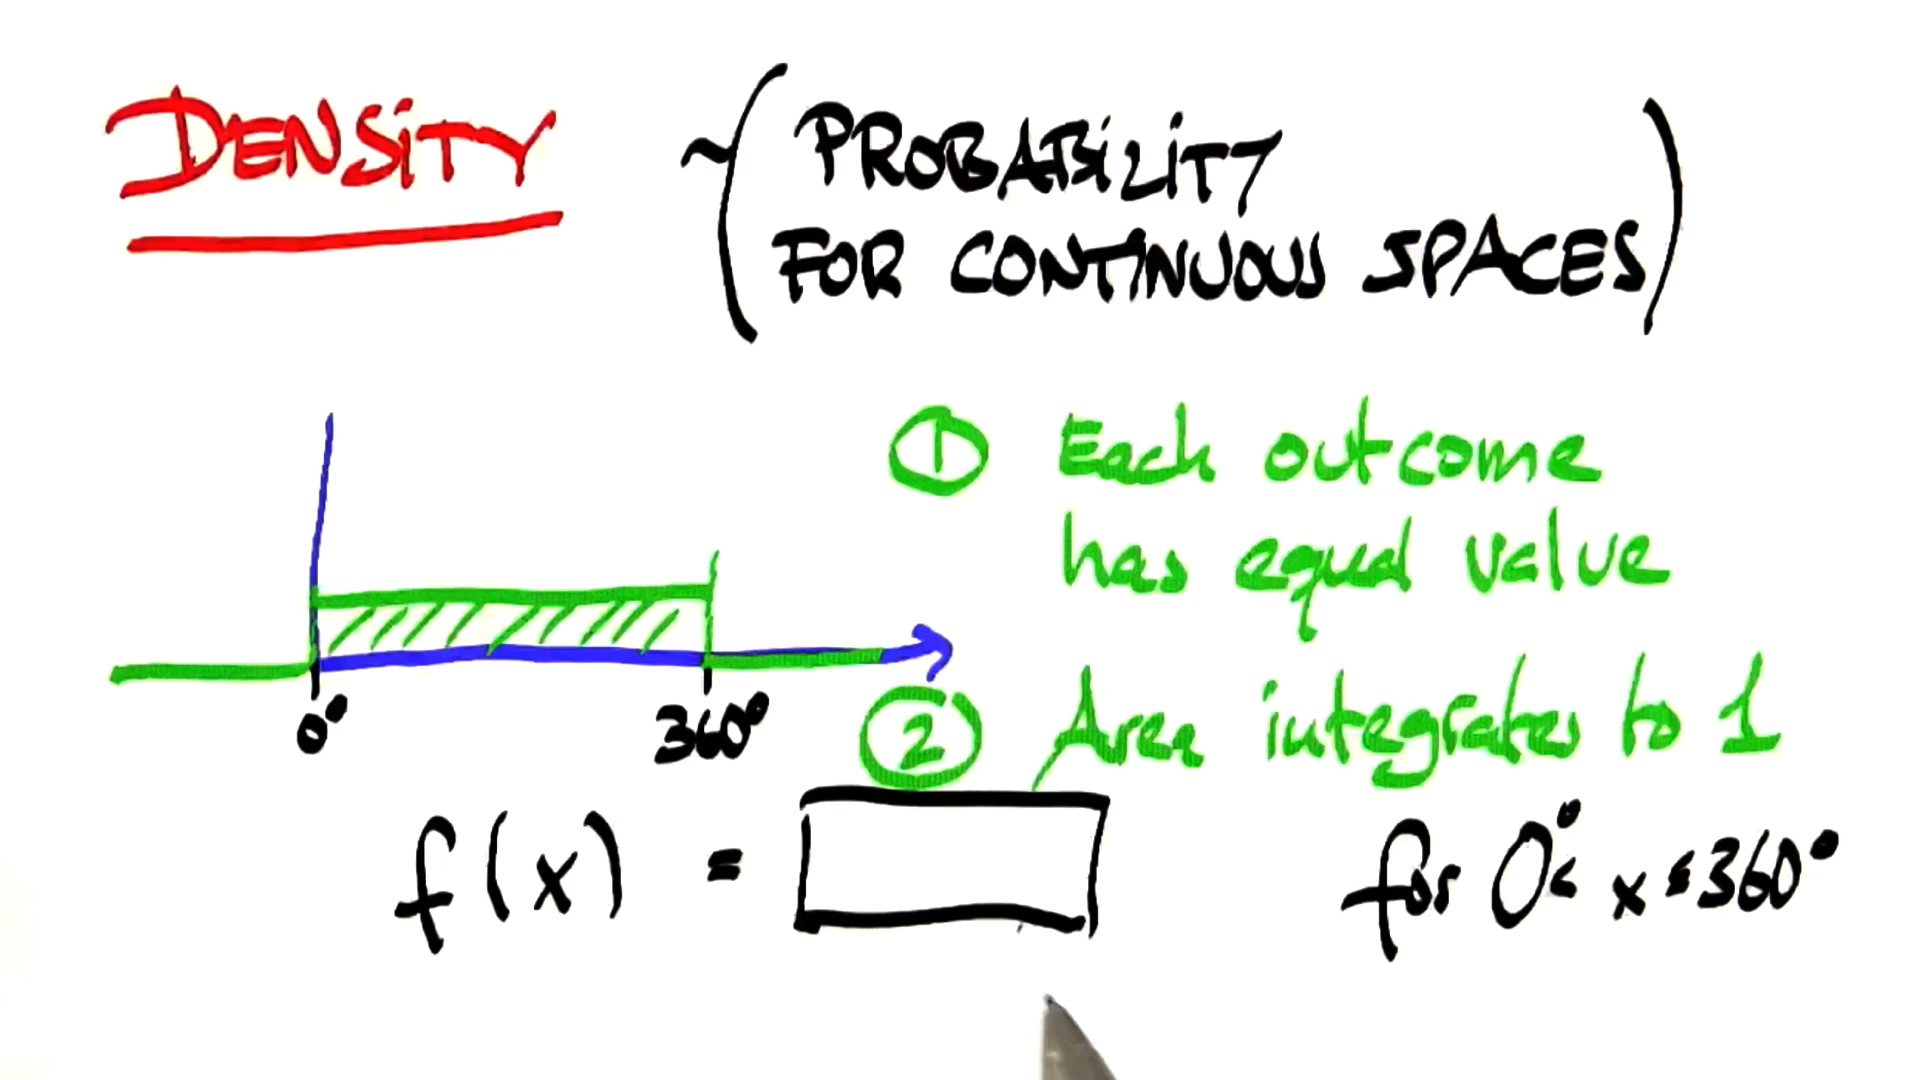 DENSiTY ~ (PROBABiLiTY
FOR CONTINUOUS SPACES)
① Each outcome
has equal value
0° 360°
② Area integrates to 1
f(x) = for 0°≤ x ≤ 360°